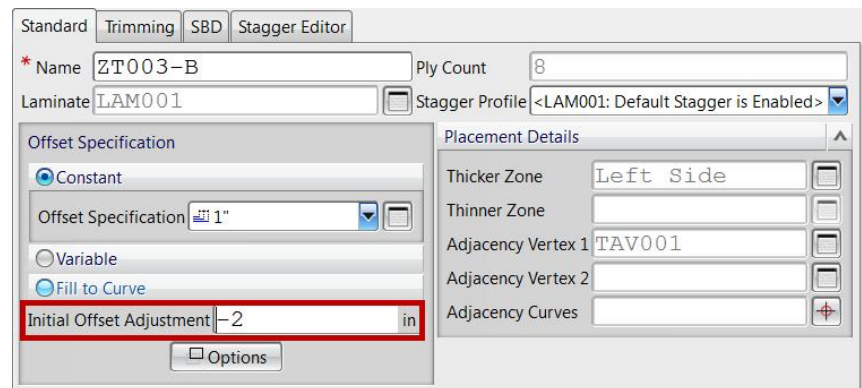 Standard Trimming SBD Stagger Editor
* Name ZT003-B Ply Count 8
Laminate LAM001 Stagger Profile <LAM001: Default Stagger is Enabled>
Offset Specification
Constant
Offset Specification 1"
Variable
Fill to Curve
Initial Offset Adjustment -2 in
Options
Placement Details
Thicker Zone Left Side
Thinner Zone
Adjacency Vertex 1 TAV001
Adjacency Vertex 2
Adjacency Curves